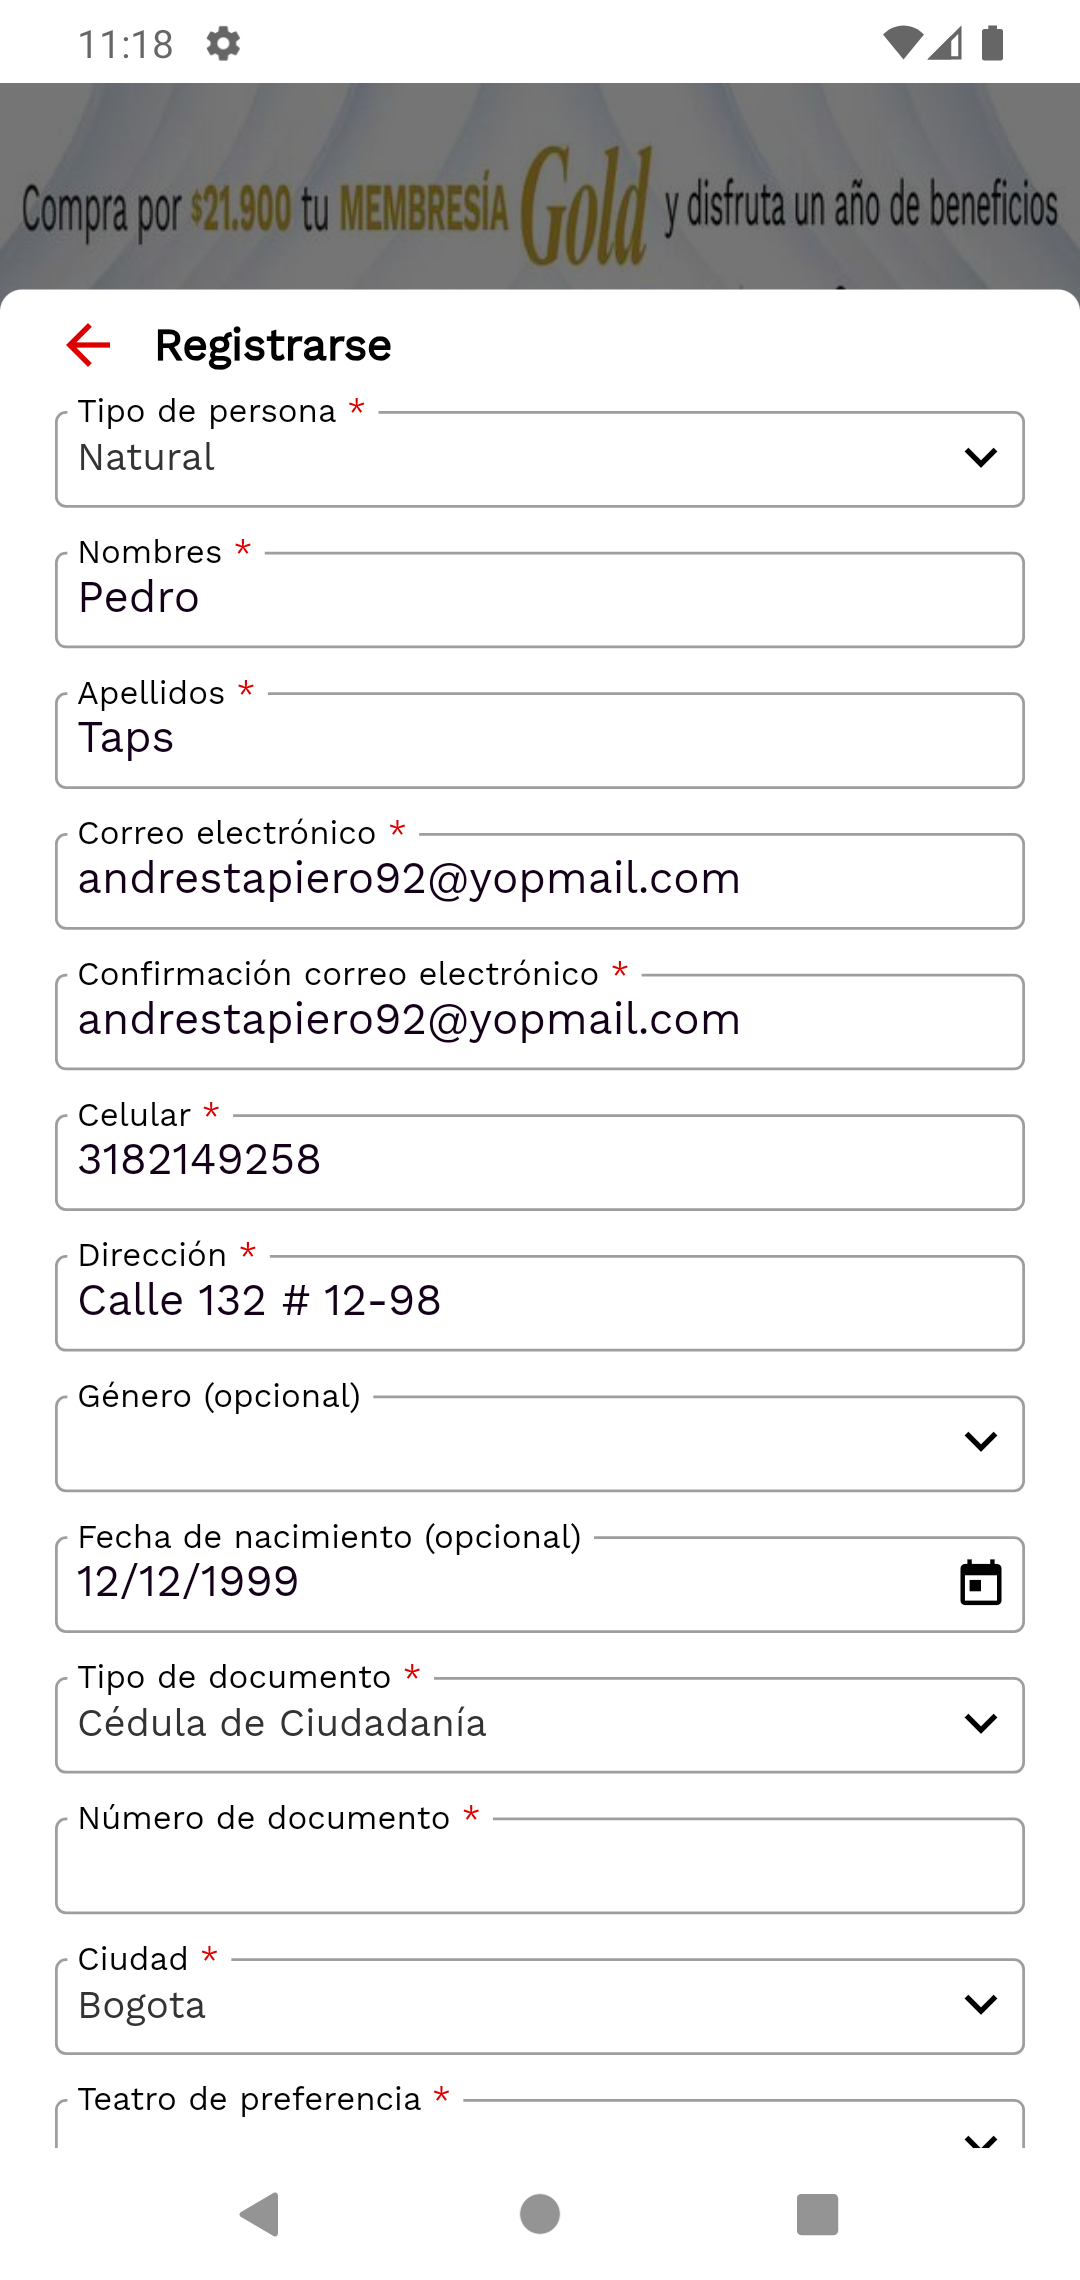 11:18
Compra por $21.900 tu MEMBRESÍA Gold y disfruta un año de beneficios
Registrarse
Tipo de persona *
Natural
Nombres *
Pedro
Apellidos *
Taps
Correo electrónico *
andrestapiero92@yopmail.com
Confirmación correo electrónico *
andrestapiero92@yopmail.com
Celular *
3182149258
Dirección *
Calle 132 # 12-98
Género (opcional)
Fecha de nacimiento (opcional)
12/12/1999
Tipo de documento *
Cédula de Ciudadanía
Número de documento *
Ciudad *
Bogota
Teatro de preferencia *